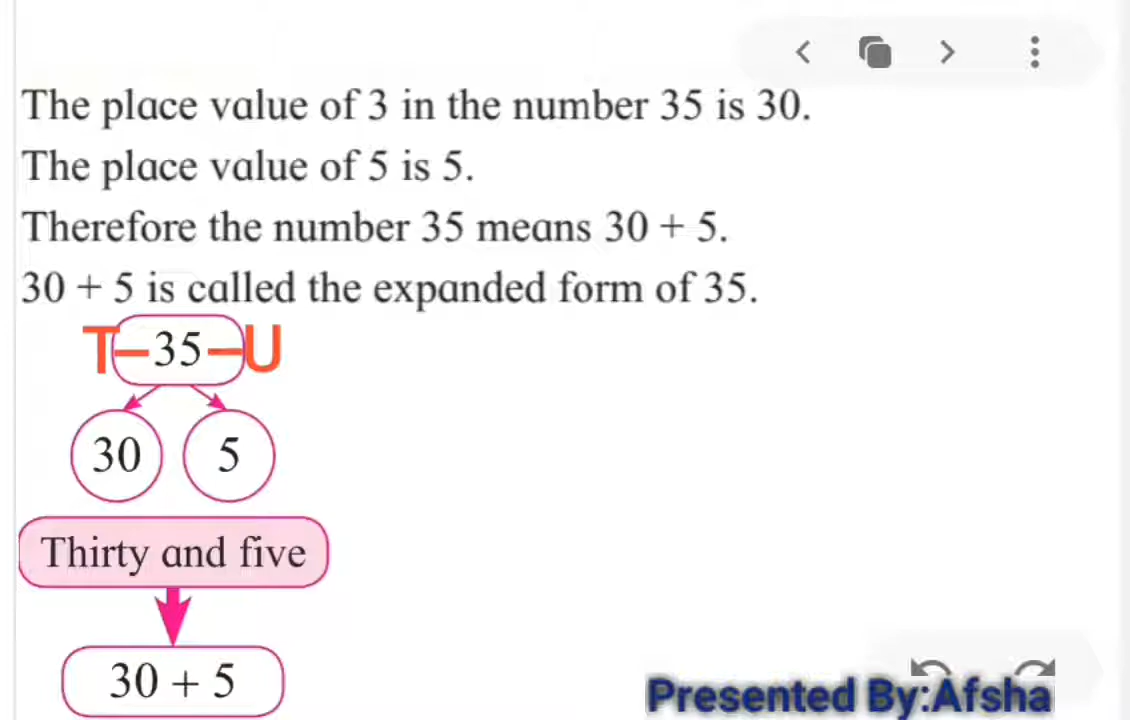 The place value of 3 in the number 35 is 30.
The place value of 5 is 5.
Therefore the number 35 means 30 + 5.
30 + 5 is called the expanded form of 35.
T–35–U
30 5
Thirty and five
30 + 5
Presented By:Afsha